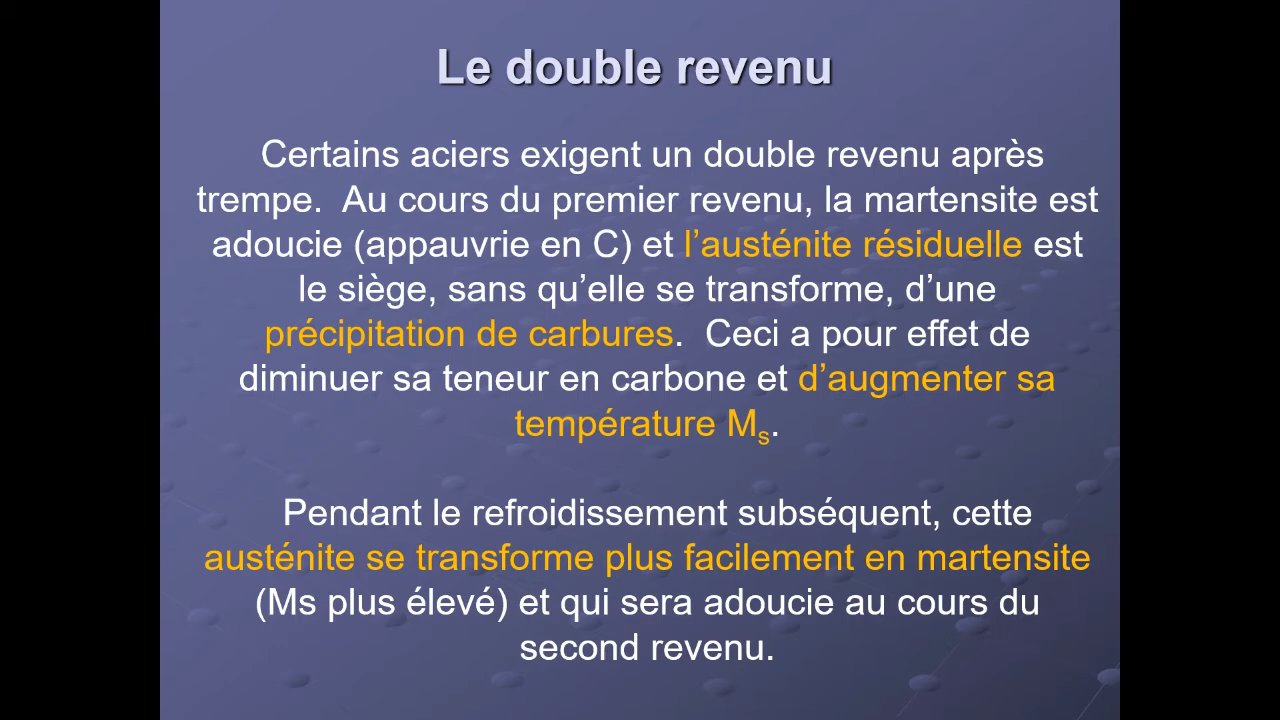 Le double revenu
Certains aciers exigent un double revenu après
trempe.  Au cours du premier revenu, la martensite est
adoucie (appauvrie en C) et l’austénite résiduelle est
le siège, sans qu’elle se transforme, d’une
précipitation de carbures.  Ceci a pour effet de
diminuer sa teneur en carbone et d’augmenter sa
température Ms.
Pendant le refroidissement subséquent, cette
austénite se transforme plus facilement en martensite
(Ms plus élevé) et qui sera adoucie au cours du
second revenu.